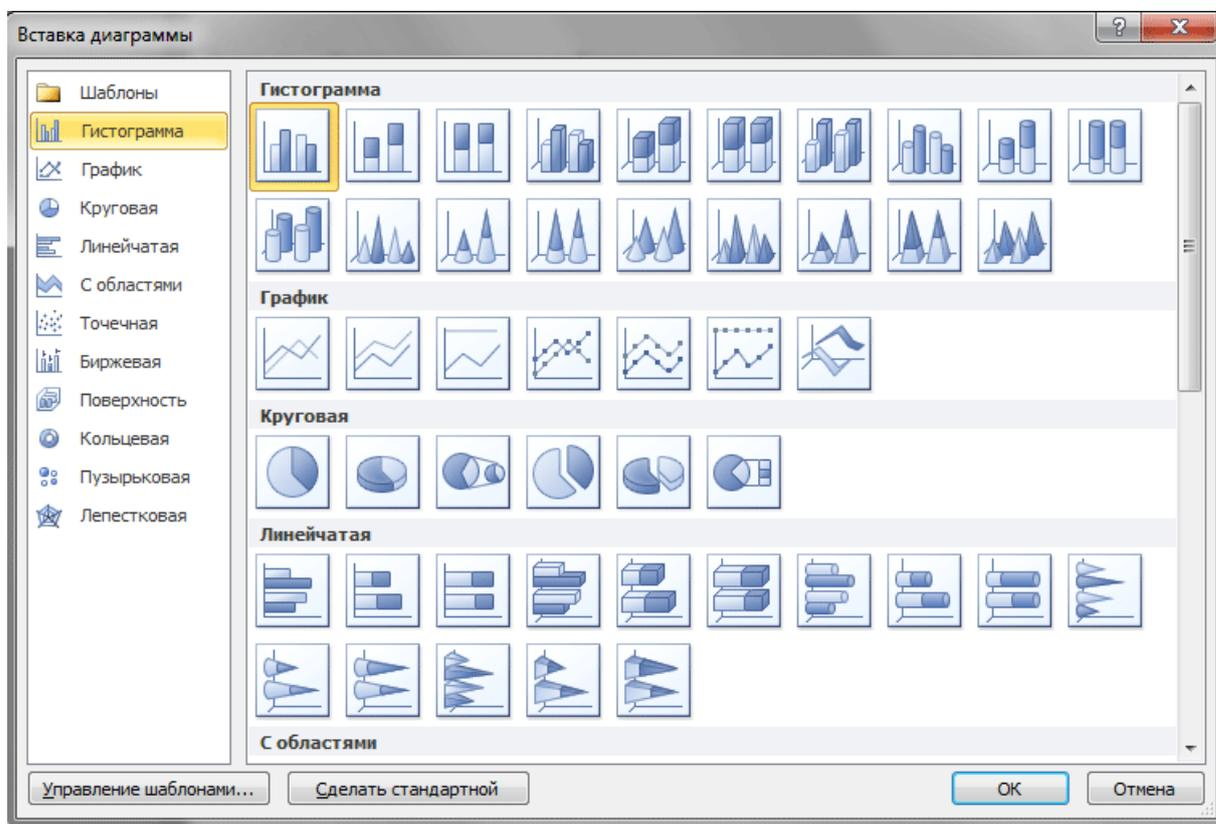 Вставка диаграммы
Шаблоны
Гистограмма
График
Круговая
Линейчатая
С областями
Точечная
Биржевая
Поверхность
Кольцевая
Пузырьковая
Лепестковая
Гистограмма
График
Круговая
Линейчатая
С областями
Управление шаблонами...
Сделать стандартной
ОК
Отмена